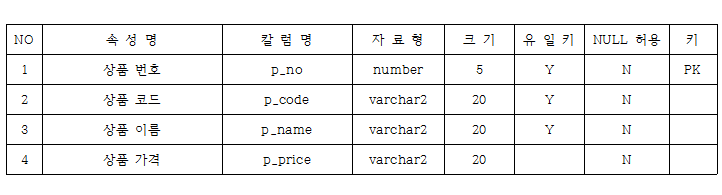 NO 속 성 명 칼 럼 명 자 료 형 크 기 유 일 키 NULL 허용 키
1 상품 번호 p_no number 5 Y N PK
2 상품 코드 p_code varchar2 20 Y N
3 상품 이름 p_name varchar2 20 Y N
4 상품 가격 p_price varchar2 20 N